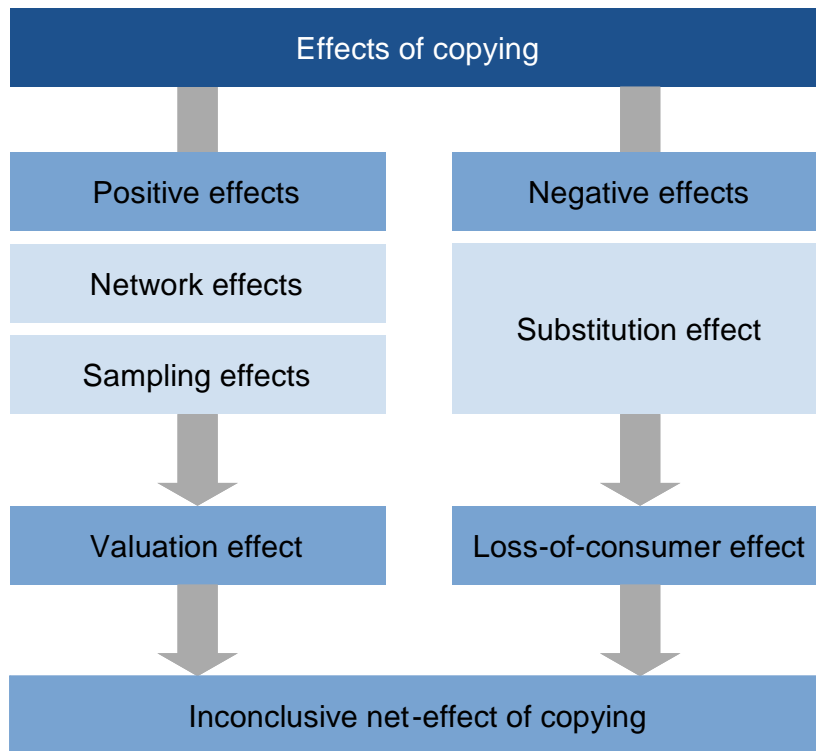 Effects of copying
Positive effects
Network effects
Sampling effects
Valuation effect
Negative effects
Substitution effect
Loss-of-consumer effect
Inconclusive net-effect of copying